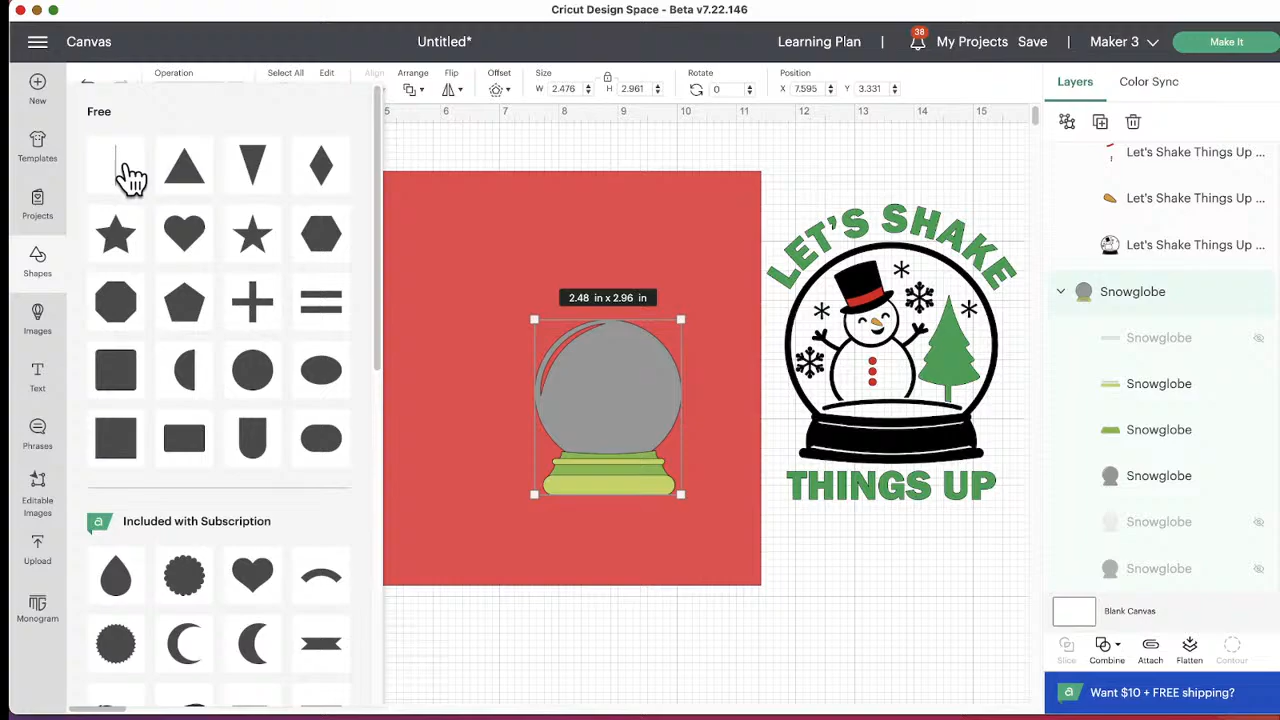 Cricut Design Space - Beta v7.22.146
Canvas
Untitled*
Learning Plan | My Projects Save | Maker 3 Make It
38
Operation Select All Edit Align Arrange Flip Offset Size Rotate Position
W 2.476 H 2.961 0 X 7.595 Y 3.331
5 6 7 8 9 10 11 12 13 14 15
New
Templates
Projects
Shapes
Images
Text
Phrases
Editable
Images
Upload
MG
Monogram
Free
a Included with Subscription
2.48 in x 2.96 in
LET'S SHAKE
THINGS UP
Layers Color Sync
Let's Shake Things Up ...
Let's Shake Things Up ...
Let's Shake Things Up ...
Snowglobe
Snowglobe
Snowglobe
Snowglobe
Snowglobe
Snowglobe
Snowglobe
Blank Canvas
Slice Combine Attach Flatten Contour
a Want $10 + FREE shipping?